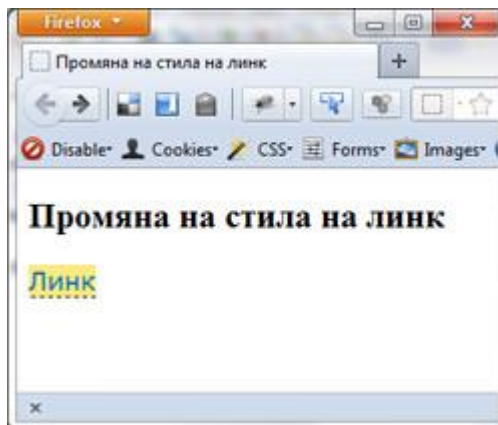 Firefox
Промяна на стила на линк
Disable Cookies CSS Forms Images
Промяна на стила на линк
Линк